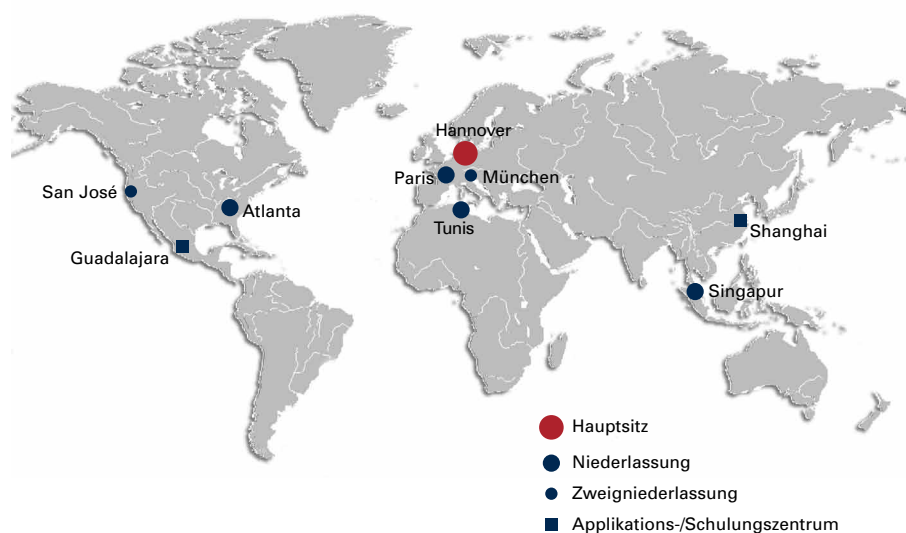 Hannover
Paris
München
San José
Atlanta
Tunis
Shanghai
Guadalajara
Singapur
Hauptsitz
Niederlassung
Zweigniederlassung
Applikations-/Schulungszentrum